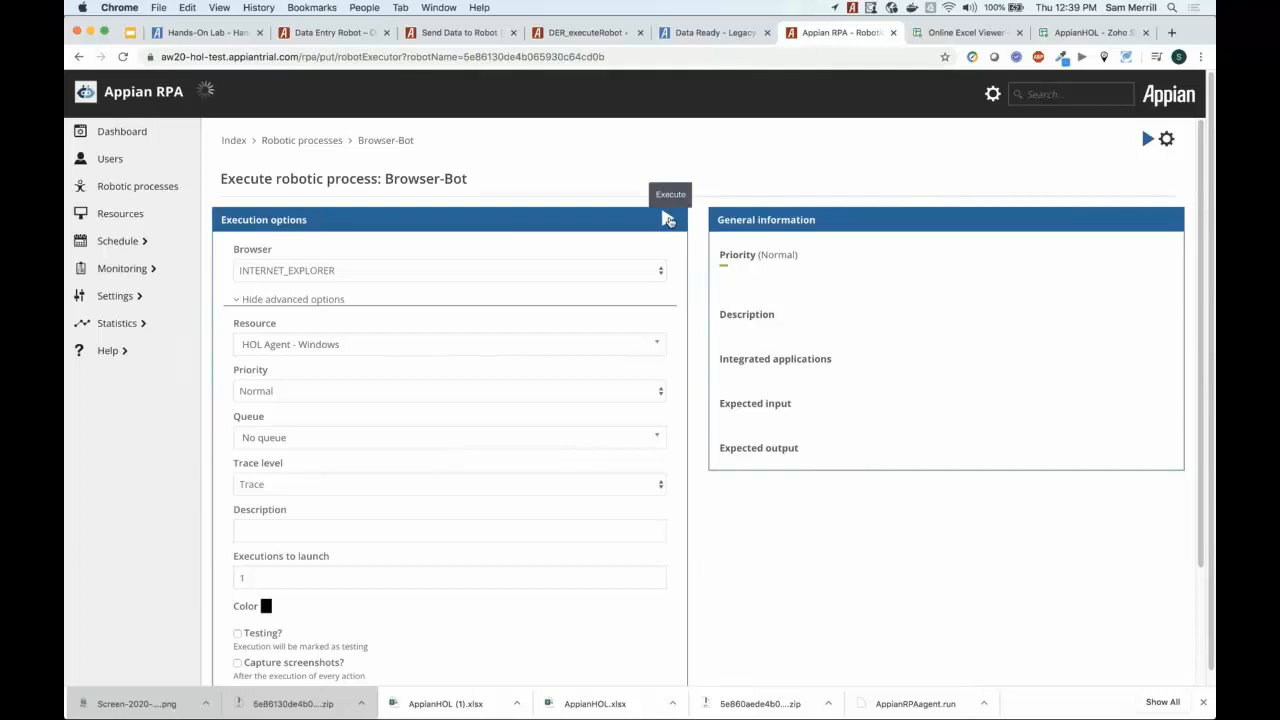 Chrome File Edit View History Bookmarks People Tab Window Help 100% Thu 12:39 PM Sam Merrill
Hands-On Lab - Han Data Entry Robot – C Send Data to Robot DER_executeRobot - Data Ready - Legacy Appian RPA - Roboti Online Excel Viewer AppianHOL - Zoho S
aw20-hol-test.appiantrial.com/rpa/put/robotExecutor?robotName=5e86130de4b065930c64cd0b S
Appian RPA Search... Appian
Dashboard
Users
Robotic processes
Resources
Schedule
Monitoring
Settings
Statistics
Help
Index > Robotic processes > Browser-Bot
Execute robotic process: Browser-Bot
Execute
Execution options
Browser
INTERNET_EXPLORER
Hide advanced options
Resource
HOL Agent - Windows
Priority
Normal
Queue
No queue
Trace level
Trace
Description
Executions to launch
1
Color
Testing?
Execution will be marked as testing
Capture screenshots?
After the execution of every action
General information
Priority (Normal)
Description
Integrated applications
Expected input
Expected output
Screen-2020-....png 5e86130de4b0....zip AppianHOL (1).xlsx AppianHOL.xlsx 5e860aede4b0....zip AppianRPAagent.run Show All